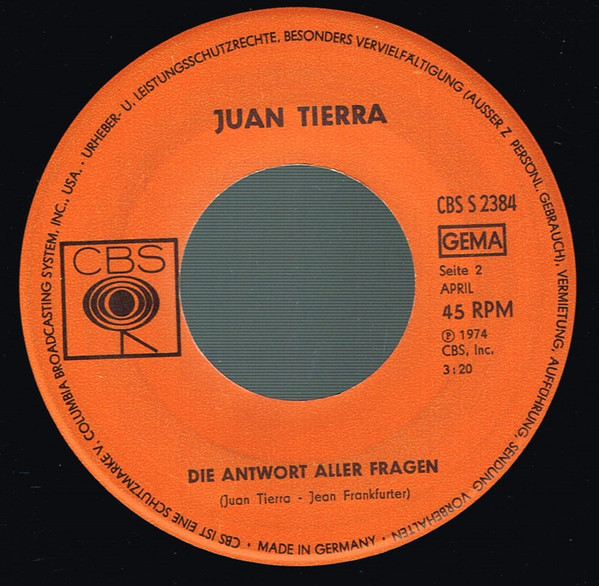 JUAN TIERRA
CBS
CBS S 2384
GEMA
Seite 2
APRIL
45 RPM
℗ 1974
CBS, Inc.
3:20
DIE ANTWORT ALLER FRAGEN
(Juan Tierra - Jean Frankfurter)
CBS IST EINE SCHUTZMARKE V. COLUMBIA BROADCASTING SYSTEM, INC., USA. · URHEBER- U. LEISTUNGSSCHUTZRECHTE, BESONDERS VERVIELFÄLTIGUNG (AUSSER Z. PERSÖNL. GEBRAUCH), VERMIETUNG, AUFFÜHRUNG, SENDUNG VORBEHALTEN · MADE IN GERMANY ·